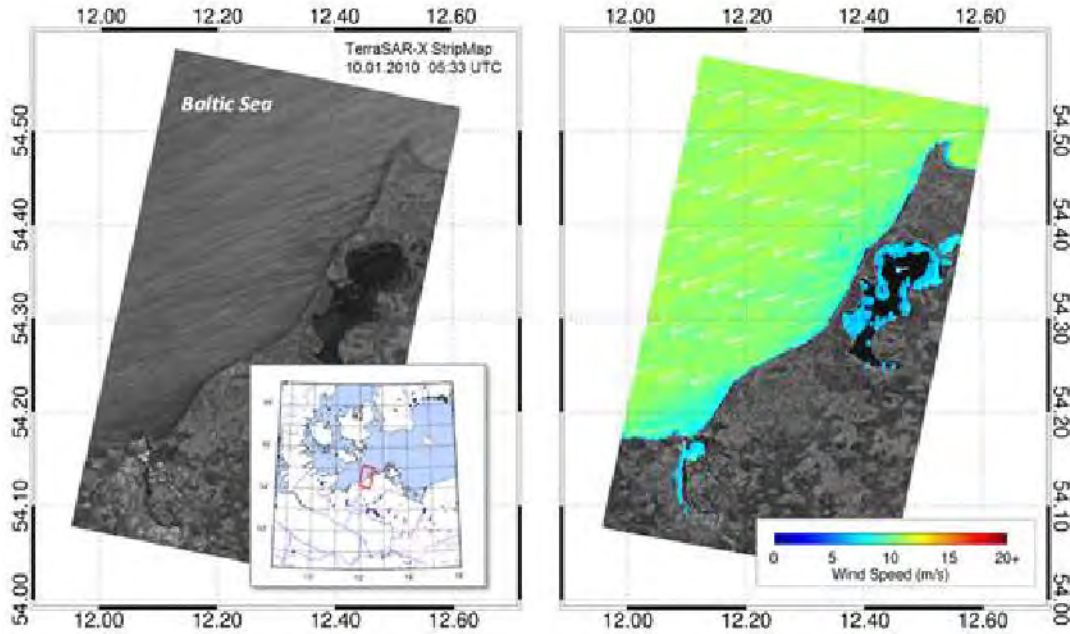 12.00 12.20 12.40 12.60
12.00 12.20 12.40 12.60
TerraSAR-X StripMap
10.01.2010 05:33 UTC
Baltic Sea
54.50
54.40
54.30
54.20
54.10
54.00
54.50
54.40
54.30
54.20
54.10
54.00
0 5 10 15 20+
Wind Speed (m/s)
12.00 12.20 12.40 12.60
12.00 12.20 12.40 12.60